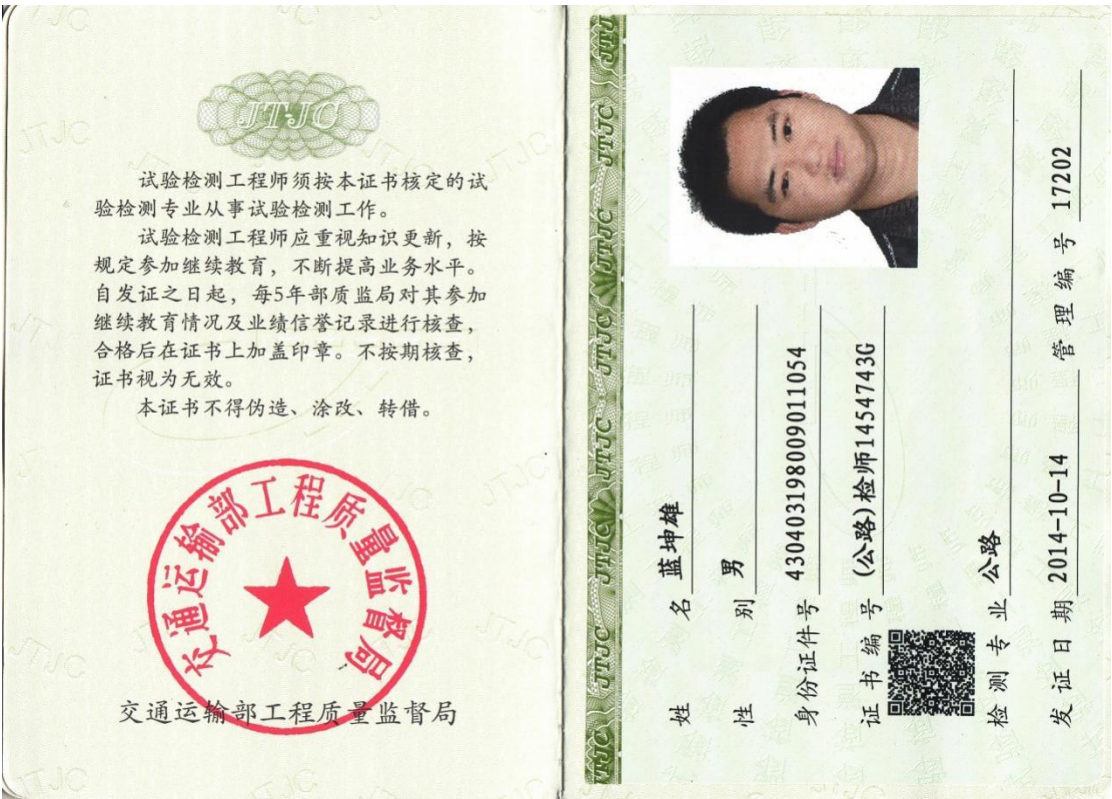 JTJC
试验检测工程师须按本证书核定的试
验检测专业从事试验检测工作。
试验检测工程师应重视知识更新，按
规定参加继续教育，不断提高业务水平。
自发证之日起，每5年部质监局对其参加
继续教育情况及业绩信誉记录进行核查，
合格后在证书上加盖印章。不按期核查，
证书视为无效。
本证书不得伪造、涂改、转借。
交通运输部工程质量监督局
交通运输部工程质量监督局
JTJC JTJC JTJC JTJC JTJC JTJC JTJC
姓 名 蓝坤雄
性 别 男
身份证件号 430403198009011054
证书编号 (公路)检师1454743G
检测专业 公路
发证日期 2014-10-14 管理编号 17202